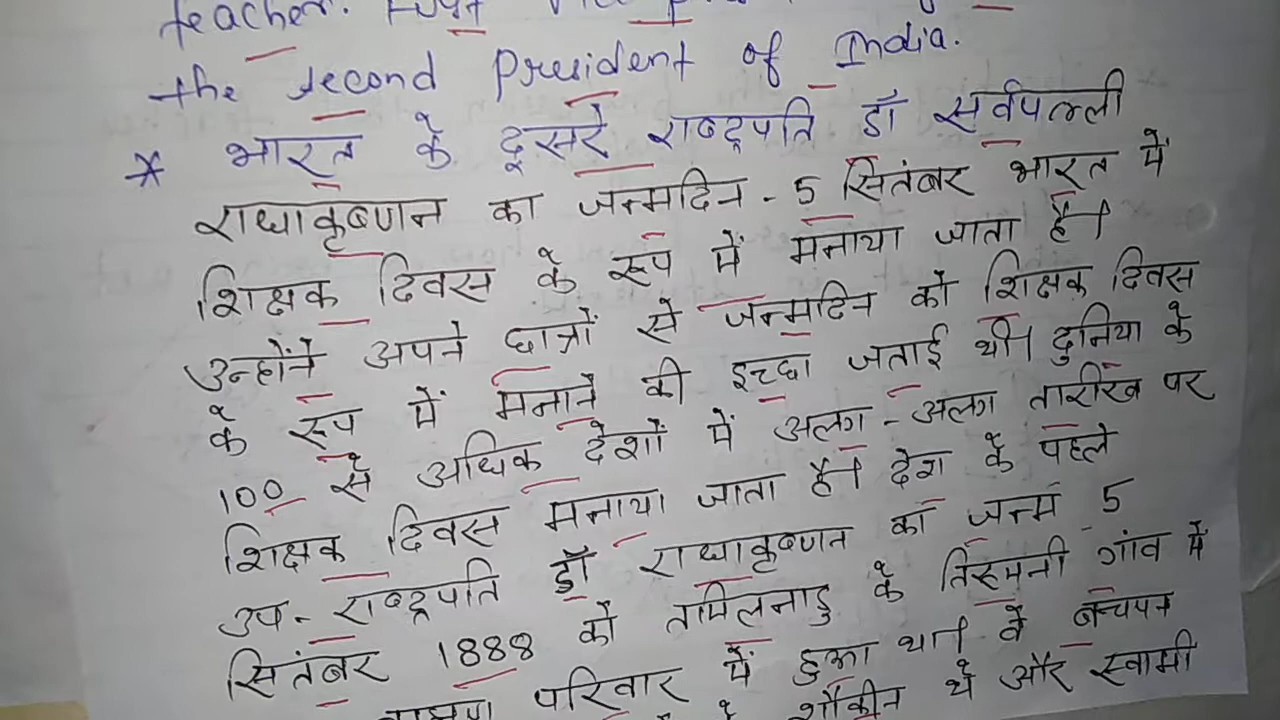 teacher.
the second President of India.
* भारत के दूसरे राष्ट्रपति डॉ सर्वपल्ली
राधाकृष्णन का जन्मदिन - 5 सितंबर भारत में
शिक्षक दिवस के रूप में मनाया जाता है।
उन्होंने अपने छात्रों से जन्मदिन को शिक्षक दिवस
के रूप में मनाने की इच्छा जताई थी। दुनिया के
100 से अधिक देशों में अलग - अलग तारीख पर
शिक्षक दिवस मनाया जाता है। देश के पहले
उप - राष्ट्रपति डॉ राधाकृष्णन का जन्म 5
सितंबर 1888 को तमिलनाडु के तिरुमनी गांव में
परिवार में हुआ था। वे बचपन
शौकीन थे और स्वामी